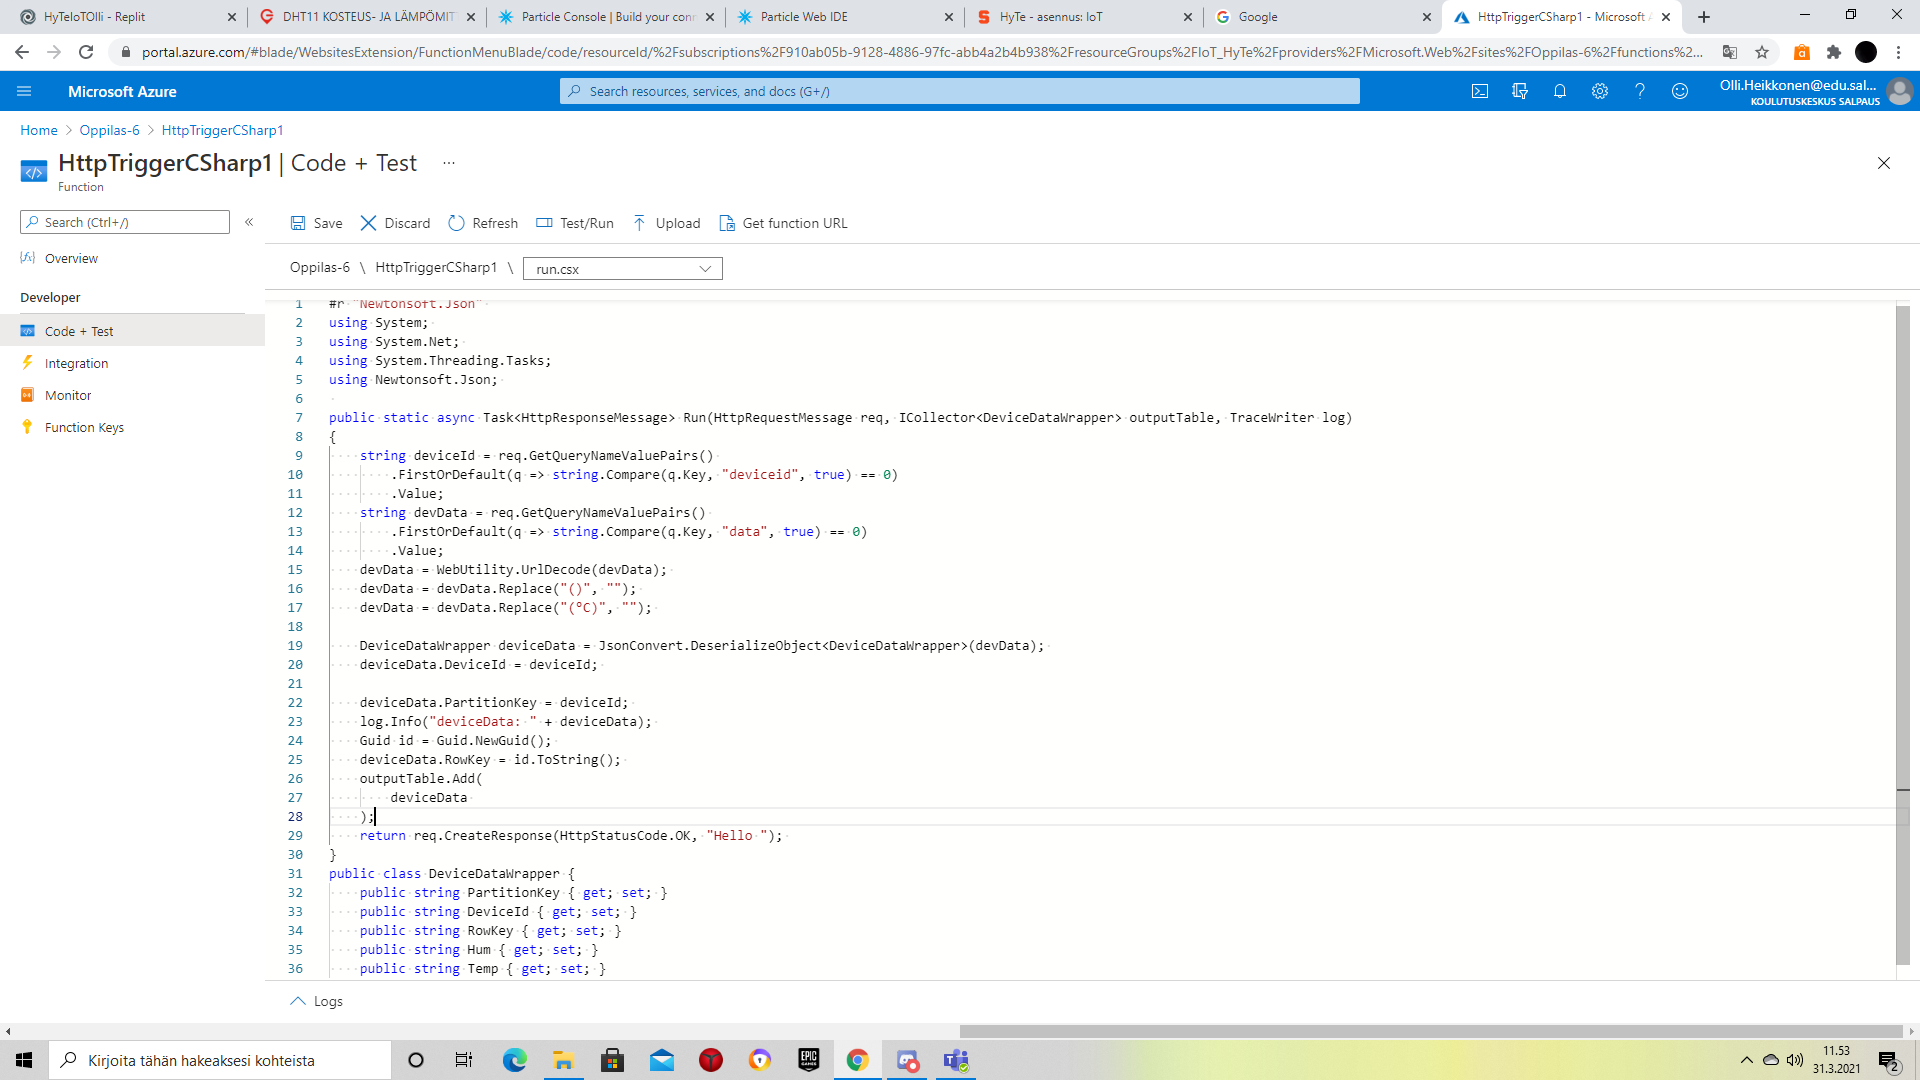 HyTeIoTOlli - Replit
DHT11 KOSTEUS- JA LÄMPÖMIT
Particle Console | Build your conn
Particle Web IDE
HyTe - asennus: IoT
Google
HttpTriggerCSharp1 - Microsoft A
portal.azure.com/#blade/WebsitesExtension/FunctionMenuBlade/code/resourceId/%2Fsubscriptions%2F910ab05b-9128-4886-97fc-abb4a2b4b938%2FresourceGroups%2FIoT_HyTe%2Fproviders%2FMicrosoft.Web%2Fsites%2FOppilas-6%2Ffunctions%2...
Microsoft Azure
Search resources, services, and docs (G+/)
Olli.Heikkonen@edu.sal...
KOULUTUSKESKUS SALPAUS
Home > Oppilas-6 > HttpTriggerCSharp1
HttpTriggerCSharp1 | Code + Test ...
Function
Search (Ctrl+/)
«
Save
Discard
Refresh
Test/Run
Upload
Get function URL
Overview
Developer
Code + Test
Integration
Monitor
Function Keys
Oppilas-6 \ HttpTriggerCSharp1 \ run.csx
1 #r "Newtonsoft.Json"
2 using System;
3 using System.Net;
4 using System.Threading.Tasks;
5 using Newtonsoft.Json;
6
7 public static async Task<HttpResponseMessage> Run(HttpRequestMessage req, ICollector<DeviceDataWrapper> outputTable, TraceWriter log)
8 {
9 string deviceId = req.GetQueryNameValuePairs()
10 .FirstOrDefault(q => string.Compare(q.Key, "deviceid", true) == 0)
11 .Value;
12 string devData = req.GetQueryNameValuePairs()
13 .FirstOrDefault(q => string.Compare(q.Key, "data", true) == 0)
14 .Value;
15 devData = WebUtility.UrlDecode(devData);
16 devData = devData.Replace("()", "");
17 devData = devData.Replace("(ºC)", "");
18
19 DeviceDataWrapper deviceData = JsonConvert.DeserializeObject<DeviceDataWrapper>(devData);
20 deviceData.DeviceId = deviceId;
21
22 deviceData.PartitionKey = deviceId;
23 log.Info("deviceData: " + deviceData);
24 Guid id = Guid.NewGuid();
25 deviceData.RowKey = id.ToString();
26 outputTable.Add(
27 deviceData
28 );
29 return req.CreateResponse(HttpStatusCode.OK, "Hello ");
30 }
31 public class DeviceDataWrapper {
32 public string PartitionKey { get; set; }
33 public string DeviceId { get; set; }
34 public string RowKey { get; set; }
35 public string Hum { get; set; }
36 public string Temp { get; set; }
Logs
Kirjoita tähän hakeaksesi kohteista
EPIC GAMES
11.53
31.3.2021
2